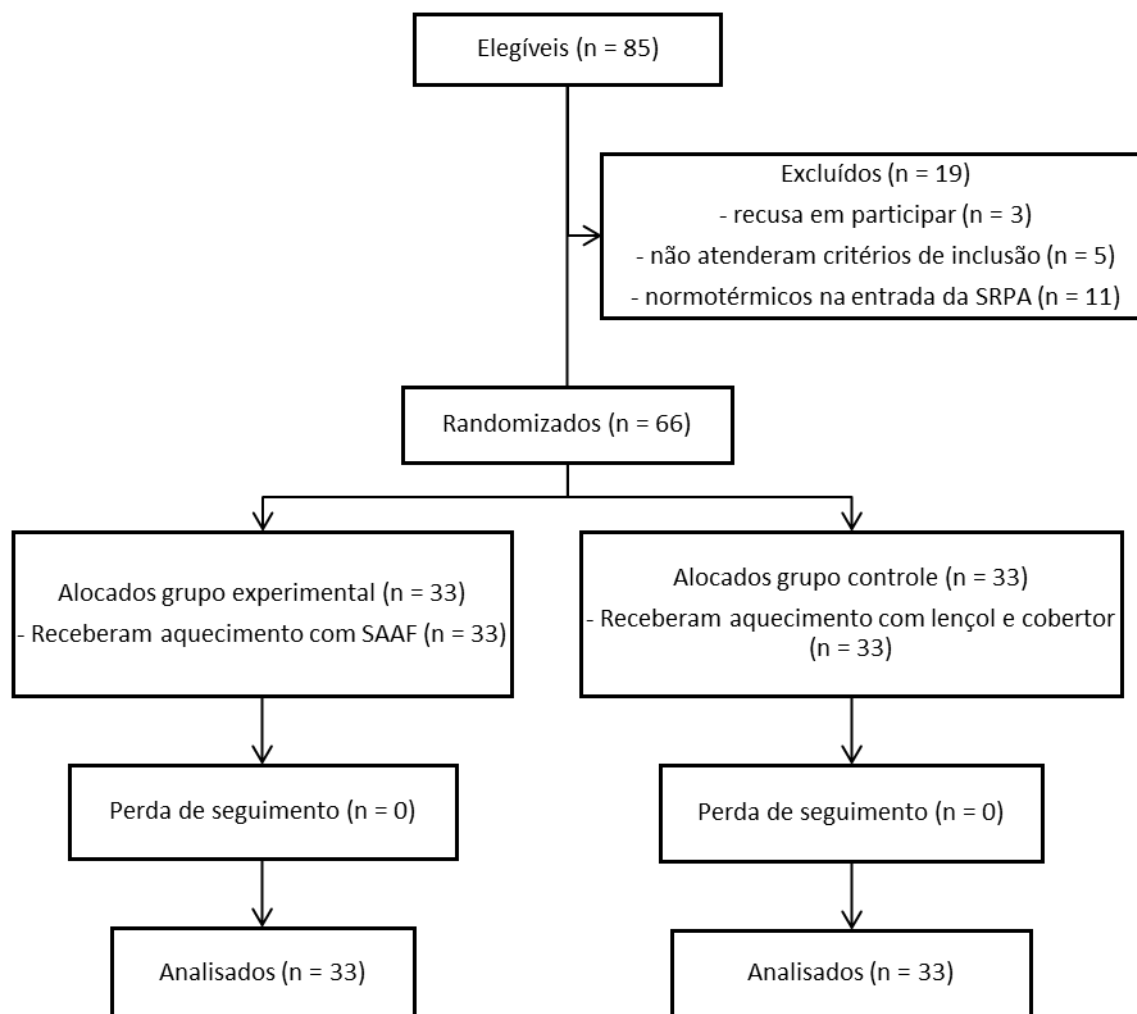 Elegíveis (n = 85)
Excluídos (n = 19)
- recusa em participar (n = 3)
- não atenderam critérios de inclusão (n = 5)
- normotérmicos na entrada da SRPA (n = 11)
Randomizados (n = 66)
Alocados grupo experimental (n = 33)
- Receberam aquecimento com SAAF (n = 33)
Alocados grupo controle (n = 33)
- Receberam aquecimento com lençol e cobertor
(n = 33)
Perda de seguimento (n = 0)
Perda de seguimento (n = 0)
Analisados (n = 33)
Analisados (n = 33)